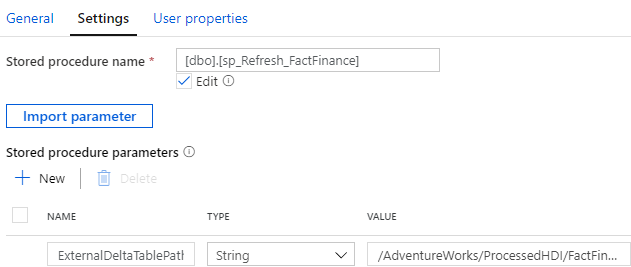 General Settings User properties
Stored procedure name *
[dbo].[sp_Refresh_FactFinance]
Edit
Import parameter
Stored procedure parameters
New Delete
NAME TYPE VALUE
ExternalDeltaTablePath String /AdventureWorks/ProcessedHDI/FactFin...